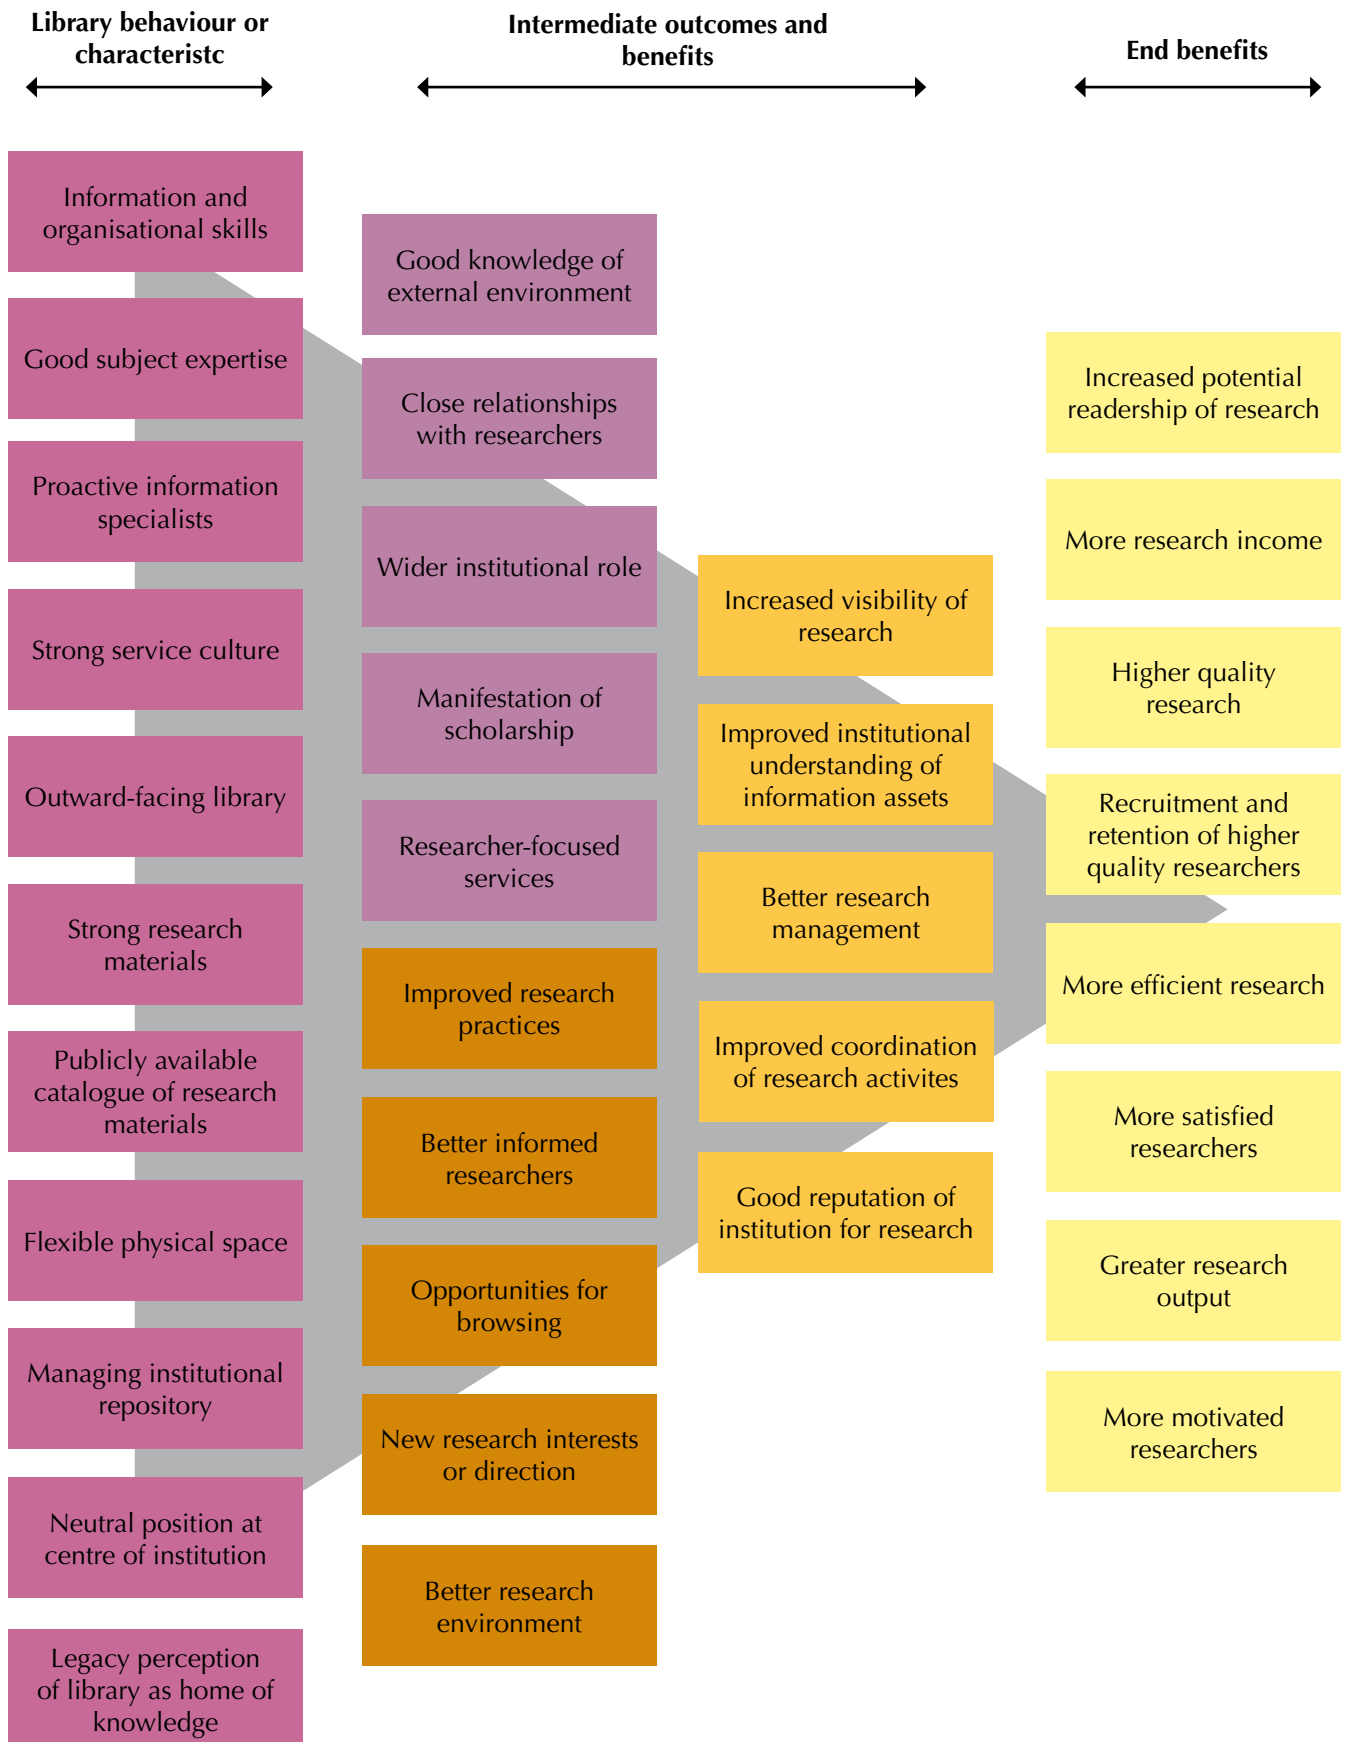 Library behaviour or
characteristc
Intermediate outcomes and
benefits
End benefits
Information and
organisational skills
Good subject expertise
Proactive information
specialists
Strong service culture
Outward-facing library
Strong research
materials
Publicly available
catalogue of research
materials
Flexible physical space
Managing institutional
repository
Neutral position at
centre of institution
Legacy perception
of library as home of
knowledge
Good knowledge of
external environment
Close relationships
with researchers
Wider institutional role
Manifestation of
scholarship
Researcher-focused
services
Improved research
practices
Better informed
researchers
Opportunities for
browsing
New research interests
or direction
Better research
environment
Increased visibility of
research
Improved institutional
understanding of
information assets
Better research
management
Improved coordination
of research activites
Good reputation of
institution for research
Increased potential
readership of research
More research income
Higher quality
research
Recruitment and
retention of higher
quality researchers
More efficient research
More satisfied
researchers
Greater research
output
More motivated
researchers